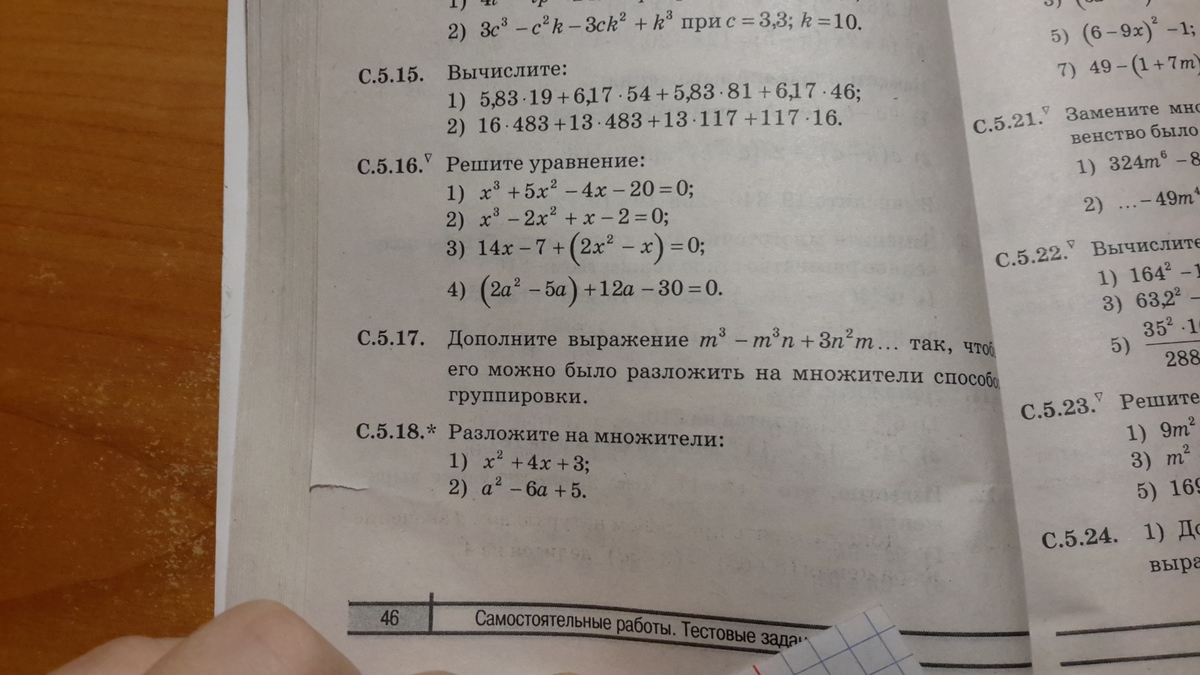 2) 3c³ – c²k – 3ck² + k³ при c = 3,3; k = 10.
С.5.15. Вычислите:
1) 5,83 · 19 + 6,17 · 54 + 5,83 · 81 + 6,17 · 46;
2) 16 · 483 + 13 · 483 + 13 · 117 + 117 · 16.
С.5.16.▽ Решите уравнение:
1) x³ + 5x² – 4x – 20 = 0;
2) x³ – 2x² + x – 2 = 0;
3) 14x – 7 + (2x² – x) = 0;
4) (2a² – 5a) + 12a – 30 = 0.
С.5.17. Дополните выражение m³ – m³n + 3n²m... так, чтоб
его можно было разложить на множители способо
группировки.
С.5.18.* Разложите на множители:
1) x² + 4x + 3;
2) a² – 6a + 5.
46 Самостоятельные работы. Тестовые
5) (6 – 9x)² – 1;
7) 49 – (1 + 7m)
С.5.21.▽ Замените мно
венство было
1) 324m⁶ – 8
2) ... – 49m⁴
С.5.22.▽ Вычислите
1) 164² – 1
3) 63,2² –
5) 35² · 1
288
С.5.23.▽ Решите
1) 9m²
3) m²
5) 169
С.5.24. 1) До
выра